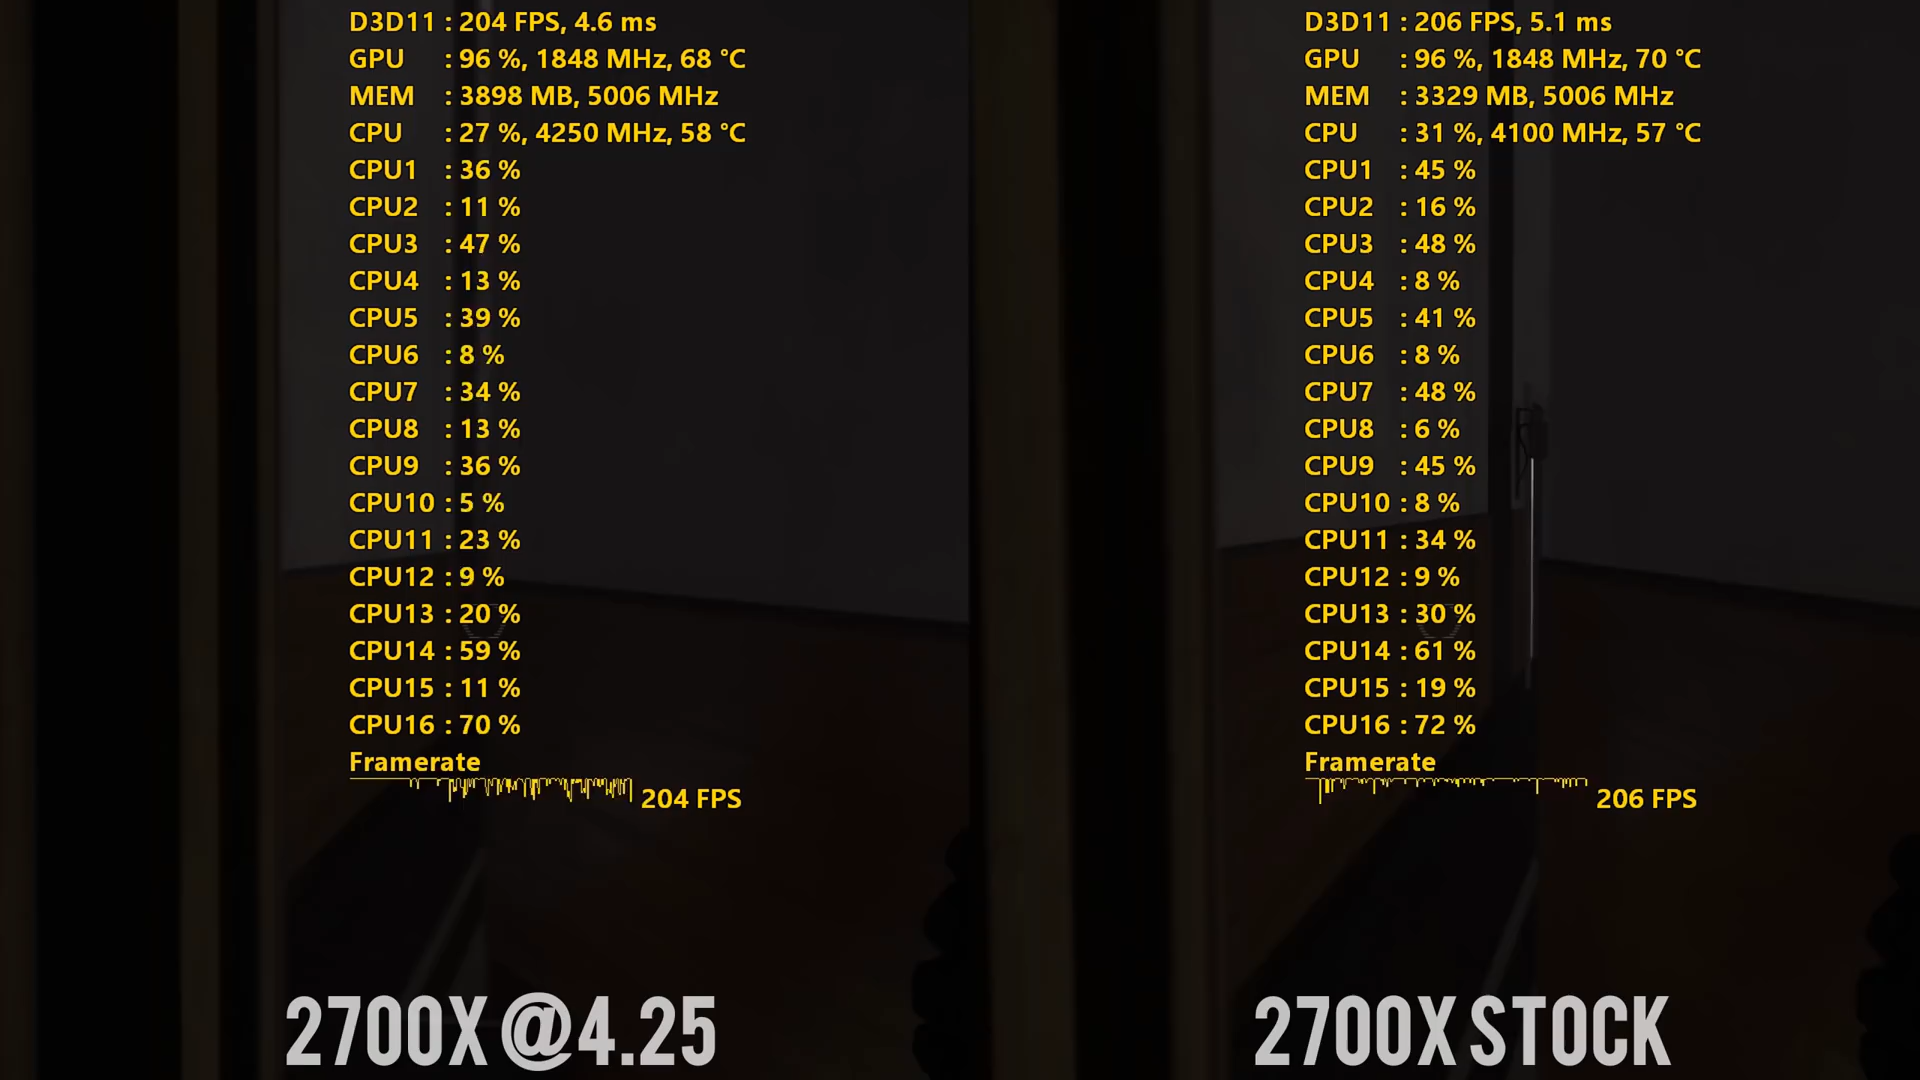 D3D11 : 204 FPS, 4.6 ms
GPU : 96 %, 1848 MHz, 68 °C
MEM : 3898 MB, 5006 MHz
CPU : 27 %, 4250 MHz, 58 °C
CPU1 : 36 %
CPU2 : 11 %
CPU3 : 47 %
CPU4 : 13 %
CPU5 : 39 %
CPU6 : 8 %
CPU7 : 34 %
CPU8 : 13 %
CPU9 : 36 %
CPU10 : 5 %
CPU11 : 23 %
CPU12 : 9 %
CPU13 : 20 %
CPU14 : 59 %
CPU15 : 11 %
CPU16 : 70 %
Framerate
204 FPS
2700X @4.25
D3D11 : 206 FPS, 5.1 ms
GPU : 96 %, 1848 MHz, 70 °C
MEM : 3329 MB, 5006 MHz
CPU : 31 %, 4100 MHz, 57 °C
CPU1 : 45 %
CPU2 : 16 %
CPU3 : 48 %
CPU4 : 8 %
CPU5 : 41 %
CPU6 : 8 %
CPU7 : 48 %
CPU8 : 6 %
CPU9 : 45 %
CPU10 : 8 %
CPU11 : 34 %
CPU12 : 9 %
CPU13 : 30 %
CPU14 : 61 %
CPU15 : 19 %
CPU16 : 72 %
Framerate
206 FPS
2700X STOCK